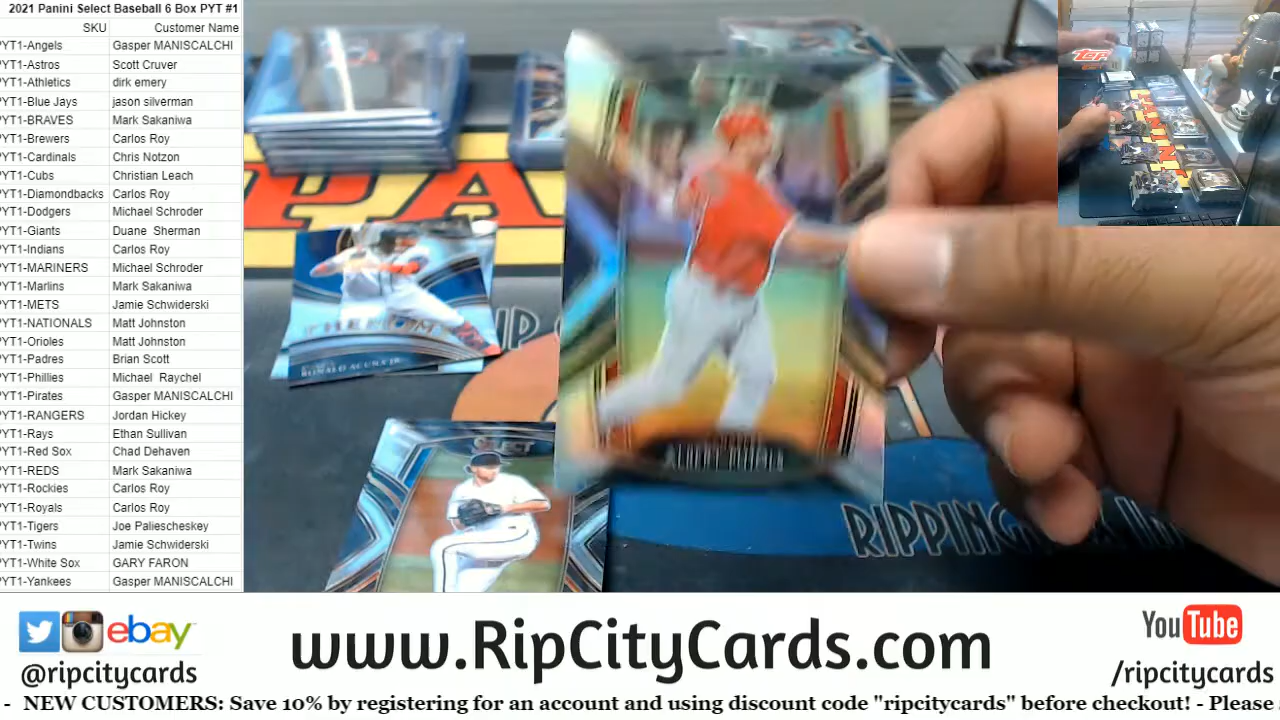 2021 Panini Select Baseball 6 Box PYT #1
SKU Customer Name
PYT1-Angels Gasper MANISCALCHI
PYT1-Astros Scott Cruver
PYT1-Athletics dirk emery
PYT1-Blue Jays jason silverman
PYT1-BRAVES Mark Sakaniwa
PYT1-Brewers Carlos Roy
PYT1-Cardinals Chris Notzon
PYT1-Cubs Christian Leach
PYT1-Diamondbacks Carlos Roy
PYT1-Dodgers Michael Schroder
PYT1-Giants Duane Sherman
PYT1-Indians Carlos Roy
PYT1-MARINERS Michael Schroder
PYT1-Marlins Mark Sakaniwa
PYT1-METS Jamie Schwiderski
PYT1-NATIONALS Matt Johnston
PYT1-Orioles Matt Johnston
PYT1-Padres Brian Scott
PYT1-Phillies Michael Raychel
PYT1-Pirates Gasper MANISCALCHI
PYT1-RANGERS Jordan Hickey
PYT1-Rays Ethan Sullivan
PYT1-Red Sox Chad Dehaven
PYT1-REDS Mark Sakaniwa
PYT1-Rockies Carlos Roy
PYT1-Royals Carlos Roy
PYT1-Tigers Joe Paliescheskey
PYT1-Twins Jamie Schwiderski
PYT1-White Sox GARY FARON
PYT1-Yankees Gasper MANISCALCHI
PA
RONALD ACUÑA JR.
SELECT
ALBERT PUJOLS
RIPPING
ebay
@ripcitycards
www.RipCityCards.com
YouTube
/ripcitycards
- NEW CUSTOMERS: Save 10% by registering for an account and using discount code "ripcitycards" before checkout! - Please